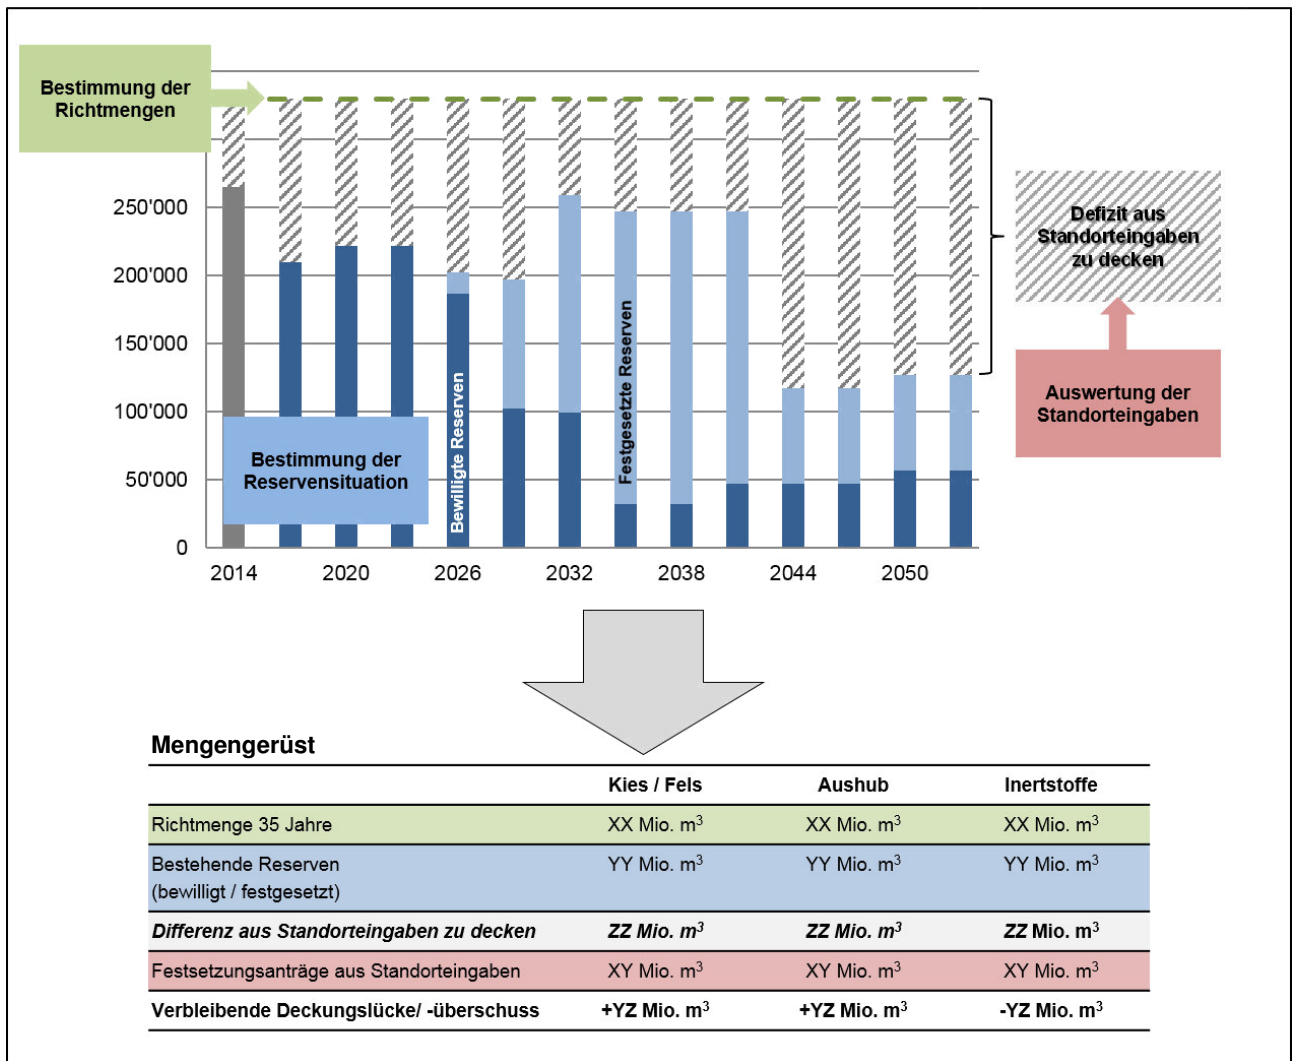 Bestimmung der
Richtmengen
250'000
200'000
150'000
100'000
50'000
0
2014 2020 2026 2032 2038 2044 2050
Bestimmung der
Reservensituation
Bewilligte Reserven
Festgesetzte Reserven
Defizit aus
Standorteingaben
zu decken
Auswertung der
Standorteingaben
Mengengerüst
Kies / Fels Aushub Inertstoffe
Richtmenge 35 Jahre XX Mio. m³ XX Mio. m³ XX Mio. m³
Bestehende Reserven YY Mio. m³ YY Mio. m³ YY Mio. m³
(bewilligt / festgesetzt)
Differenz aus Standorteingaben zu decken ZZ Mio. m³ ZZ Mio. m³ ZZ Mio. m³
Festsetzungsanträge aus Standorteingaben XY Mio. m³ XY Mio. m³ XY Mio. m³
Verbleibende Deckungslücke/ -überschuss +YZ Mio. m³ +YZ Mio. m³ -YZ Mio. m³